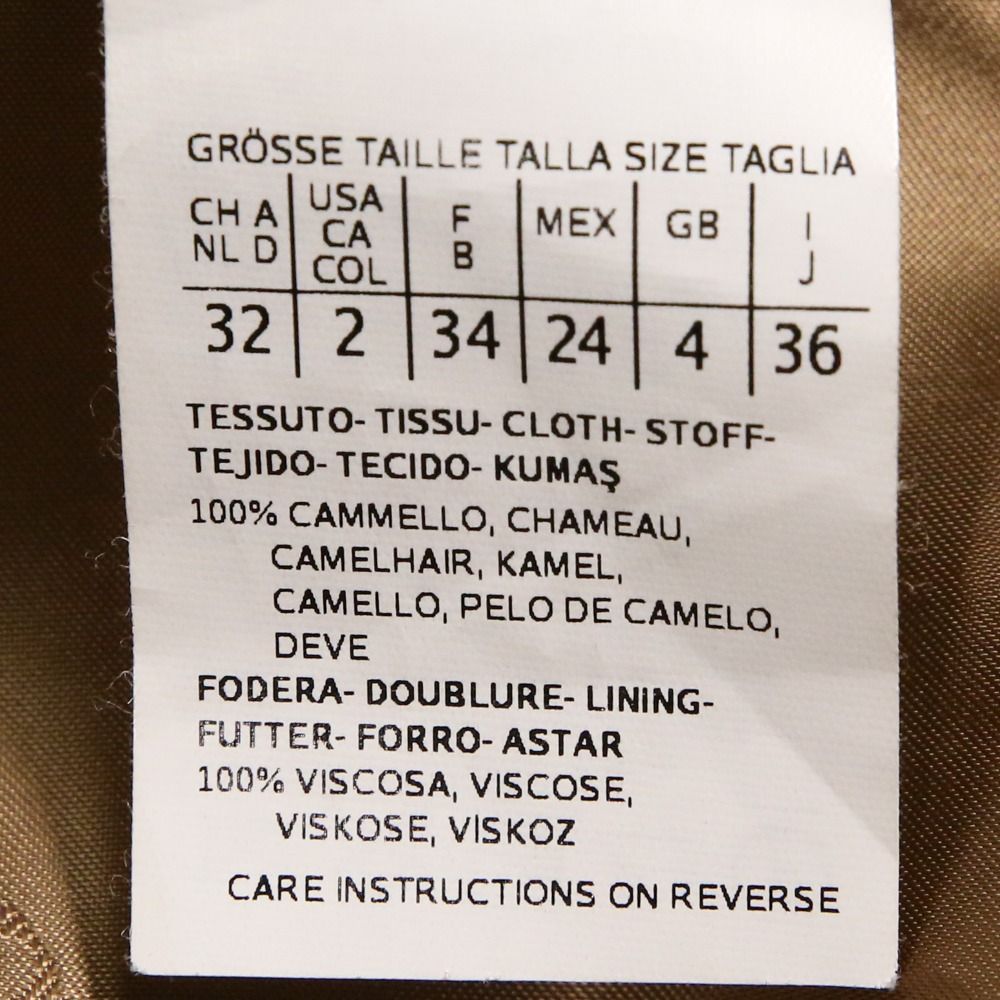 GRÖSSE TAILLE TALLA SIZE TAGLIA
CH A NL D | USA CA COL | F B | MEX | GB | I J
32 | 2 | 34 | 24 | 4 | 36
TESSUTO- TISSU- CLOTH- STOFF-
TEJIDO- TECIDO- KUMAŞ
100% CAMMELLO, CHAMEAU,
CAMELHAIR, KAMEL,
CAMELLO, PELO DE CAMELO,
DEVE
FODERA- DOUBLURE- LINING-
FUTTER- FORRO- ASTAR
100% VISCOSA, VISCOSE,
VISKOSE, VISKOZ
CARE INSTRUCTIONS ON REVERSE